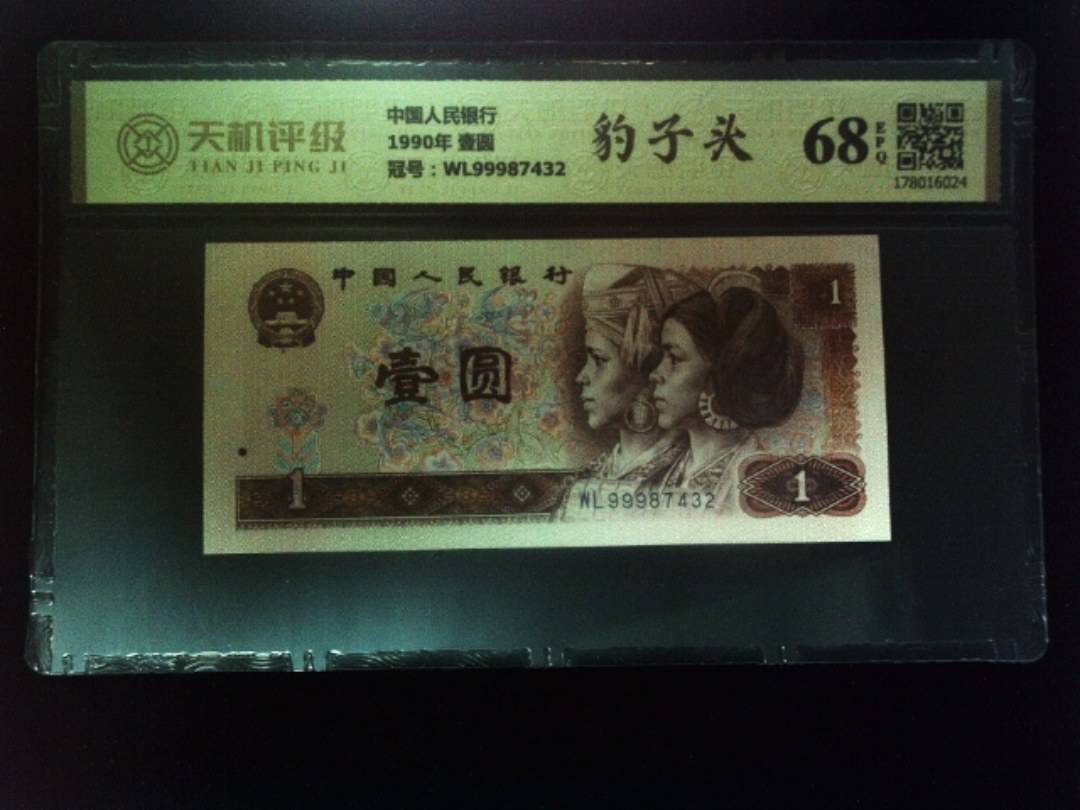 天机评级
TIAN JI PING JI
中国人民银行
1990年 壹圆
冠号：WL99987432
豹子头
68
EPQ
178016024
中國人民銀行
1
壹圆
1
WL99987432
1